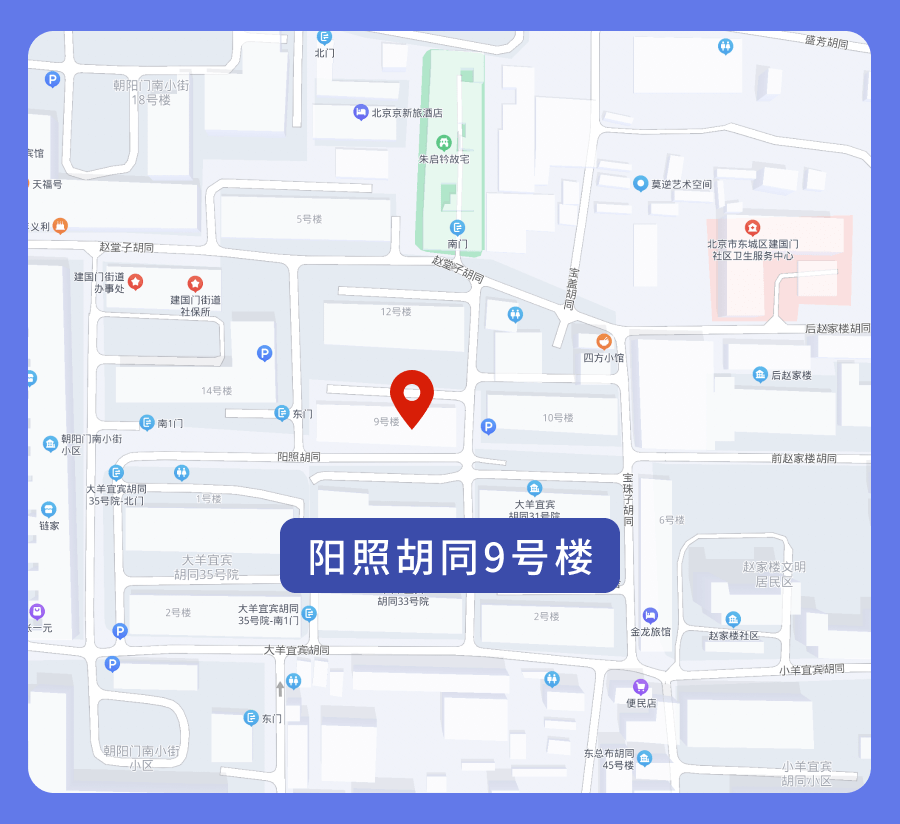 北门
盛芳胡同
朝阳门南小街
18号楼
北京京新旅酒店
宾馆
朱启钤故宅
天福号
莫逆艺术空间
义利
5号楼
南门
赵堂子胡同
赵堂子胡同
北京市东城区建国门
社区卫生服务中心
建国门街道
办事处
建国门街道
社保所
宝盖胡同
12号楼
后赵家楼胡同
四方小馆
后赵家楼
14号楼
东门
9号楼
10号楼
南1门
朝阳门南小街
小区
阳照胡同
前赵家楼胡同
大羊宜宾胡同
35号院-北门
1号楼
宝珠子胡同
大羊宜宾
胡同31号院
6号楼
链家
阳照胡同9号楼
大羊宜宾
胡同35号院
赵家楼文明
居民区
胡同33号院
2号楼
大羊宜宾胡同
35号院-南1门
2号楼
张一元
金龙旅馆
赵家楼社区
大羊宜宾胡同
小羊宜宾胡同
便民店
东门
朝阳门南小街
小区
东总布胡同
45号楼
小羊宜宾
胡同小区